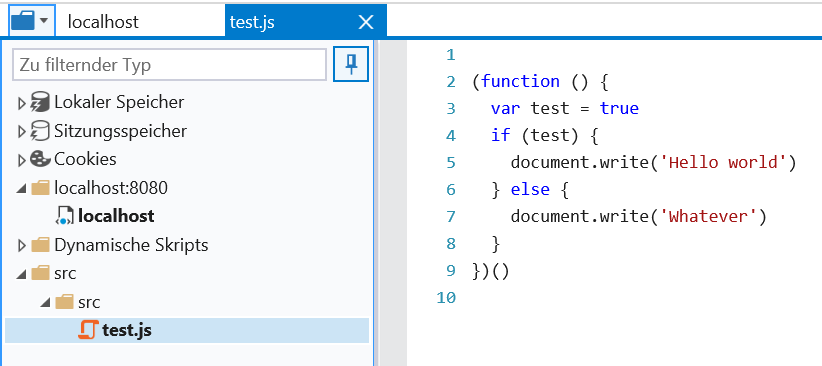 localhost
test.js
Zu filternder Typ
Lokaler Speicher
Sitzungsspeicher
Cookies
localhost:8080
localhost
Dynamische Skripts
src
src
test.js
1
2 (function () {
3   var test = true
4   if (test) {
5     document.write('Hello world')
6   } else {
7     document.write('Whatever')
8   }
9 })()
10